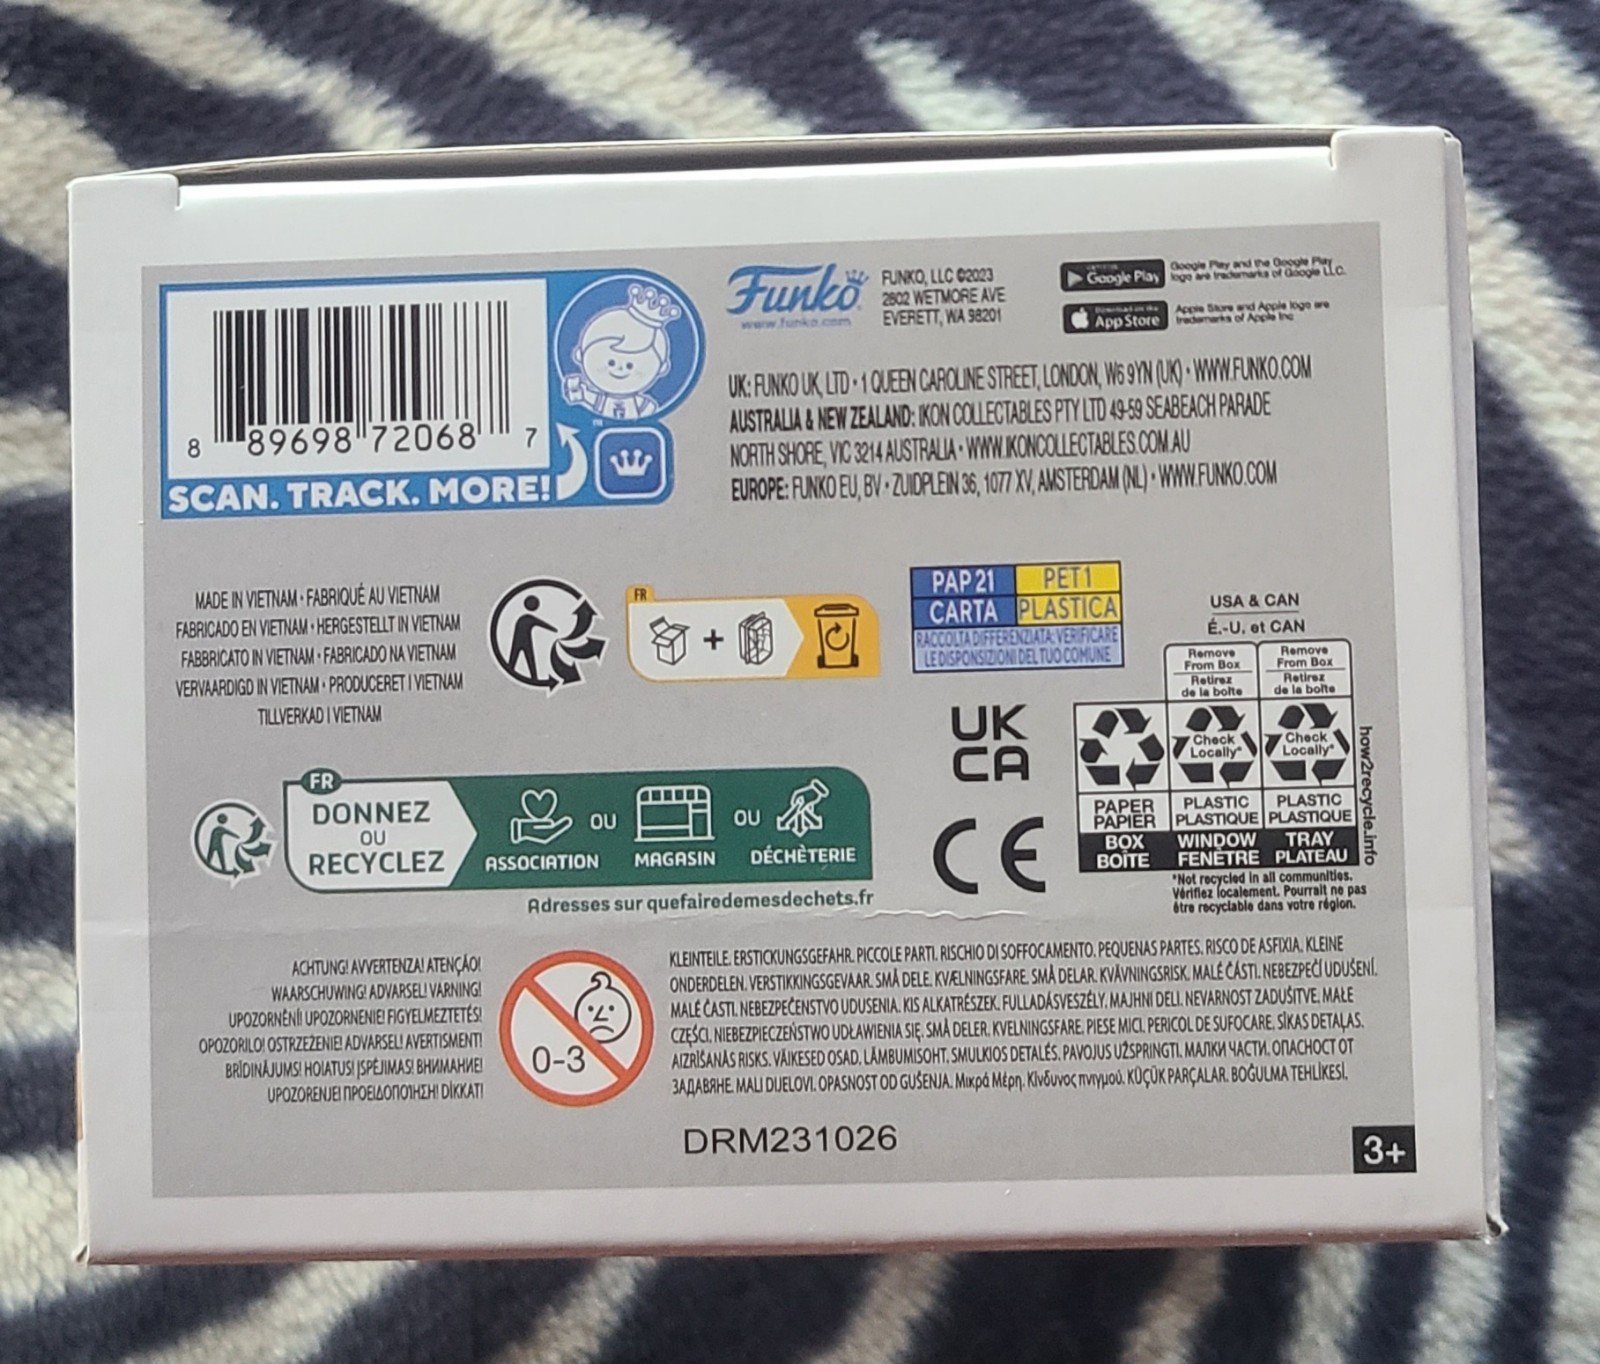 8 89698 72068 7
SCAN. TRACK. MORE!
Funko
www.funko.com
FUNKO, LLC ©2023
2802 WETMORE AVE
EVERETT, WA 98201
Google Play
Google Play and the Google Play
logo are trademarks of Google LLC.
Download on the
App Store
Apple Store and Apple logo are
trademarks of Apple Inc
UK: FUNKO UK, LTD • 1 QUEEN CAROLINE STREET, LONDON, W6 9YN (UK) • WWW.FUNKO.COM
AUSTRALIA & NEW ZEALAND: IKON COLLECTABLES PTY LTD 49-59 SEABEACH PARADE
NORTH SHORE, VIC 3214 AUSTRALIA • WWW.IKONCOLLECTABLES.COM.AU
EUROPE: FUNKO EU, BV • ZUIDPLEIN 36, 1077 XV, AMSTERDAM (NL) • WWW.FUNKO.COM
MADE IN VIETNAM • FABRIQUÉ AU VIETNAM
FABRICADO EN VIETNAM • HERGESTELLT IN VIETNAM
FABBRICATO IN VIETNAM • FABRICADO NA VIETNAM
VERVAARDIGD IN VIETNAM • PRODUCERET I VIETNAM
TILLVERKAD I VIETNAM
FR
+
PAP 21 PET 1
CARTA PLASTICA
RACCOLTA DIFFERENZIATA: VERIFICARE
LE DISPONSIZIONI DEL TUO COMUNE
USA & CAN
É.-U. et CAN
Remove
From Box
Retirez
de la boîte
Remove
From Box
Retirez
de la boîte
Check
Locally*
Check
Locally*
PAPER
PAPIER
PLASTIC
PLASTIQUE
PLASTIC
PLASTIQUE
BOX
BOÎTE
WINDOW
FENÊTRE
TRAY
PLATEAU
how2recycle.info
*Not recycled in all communities.
Vérifiez localement. Pourrait ne pas
être recyclable dans votre région.
UK
CA
CE
FR
DONNEZ
OU
RECYCLEZ
ASSOCIATION
OU
MAGASIN
OU
DÉCHÈTERIE
Adresses sur quefairedemesdechets.fr
ACHTUNG! AVVERTENZA! ATENÇÃO!
WAARSCHUWING! ADVARSEL! VARNING!
UPOZORNĚNÍ! UPOZORNENIE! FIGYELMEZTETÉS!
OPOZORILO! OSTRZEŻENIE! ADVARSEL! AVERTISMENT!
BRĪDINĀJUMS! HOIATUS! ĮSPĖJIMAS! ВНИМАНИЕ!
UPOZORENJE! ΠΡΟΕΙΔΟΠΟΙΗΣΗ! DİKKAT!
0-3
KLEINTEILE. ERSTICKUNGSGEFAHR. PICCOLE PARTI. RISCHIO DI SOFFOCAMENTO. PEQUENAS PARTES. RISCO DE ASFIXIA. KLEINE
ONDERDELEN. VERSTIKKINGSGEVAAR. SMÅ DELE. KVÆLNINGSFARE. SMÅ DELAR. KVÄVNINGSRISK. MALÉ ČÁSTI. NEBEZPEČÍ UDUŠENÍ.
MALÉ ČASTI. NEBEZPEČENSTVO UDUSENIA. KIS ALKATRÉSZEK. FULLADÁSVESZÉLY. MAJHNI DELI. NEVARNOST ZADUŠITVE. MAŁE
CZĘŚCI. NIEBEZPIECZEŃSTWO UDŁAWIENIA SIĘ. SMÅ DELER. KVELNINGSFARE. PIESE MICI. PERICOL DE SUFOCARE. SĪKAS DETAĻAS.
AIZRĪŠANĀS RISKS. VÄIKESED OSAD. LÄMBUMISOHT. SMULKIOS DETALĖS. PAVOJUS UŽSPRINGTI. МАЛКИ ЧАСТИ. ОПАСНОСТ ОТ
ЗАДАВЯНЕ. MALI DIJELOVI. OPASNOST OD GUŠENJA. Μικρά Μέρη. Κίνδυνος πνιγμού. KÜÇÜK PARÇALAR. BOĞULMA TEHLİKESİ.
DRM231026
3+